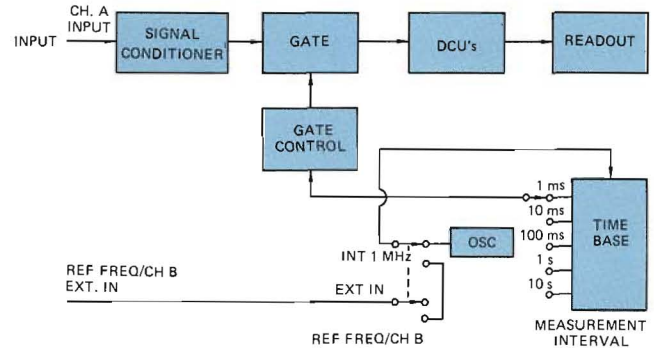 CH. A
INPUT
INPUT
SIGNAL
CONDITIONER
GATE
DCU's
READOUT
GATE
CONTROL
1 ms
10 ms
100 ms
1 s
10 s
TIME
BASE
OSC
INT 1 MHz
REF FREQ/CH B
EXT. IN
EXT IN
REF FREQ/CH B
MEASUREMENT
INTERVAL